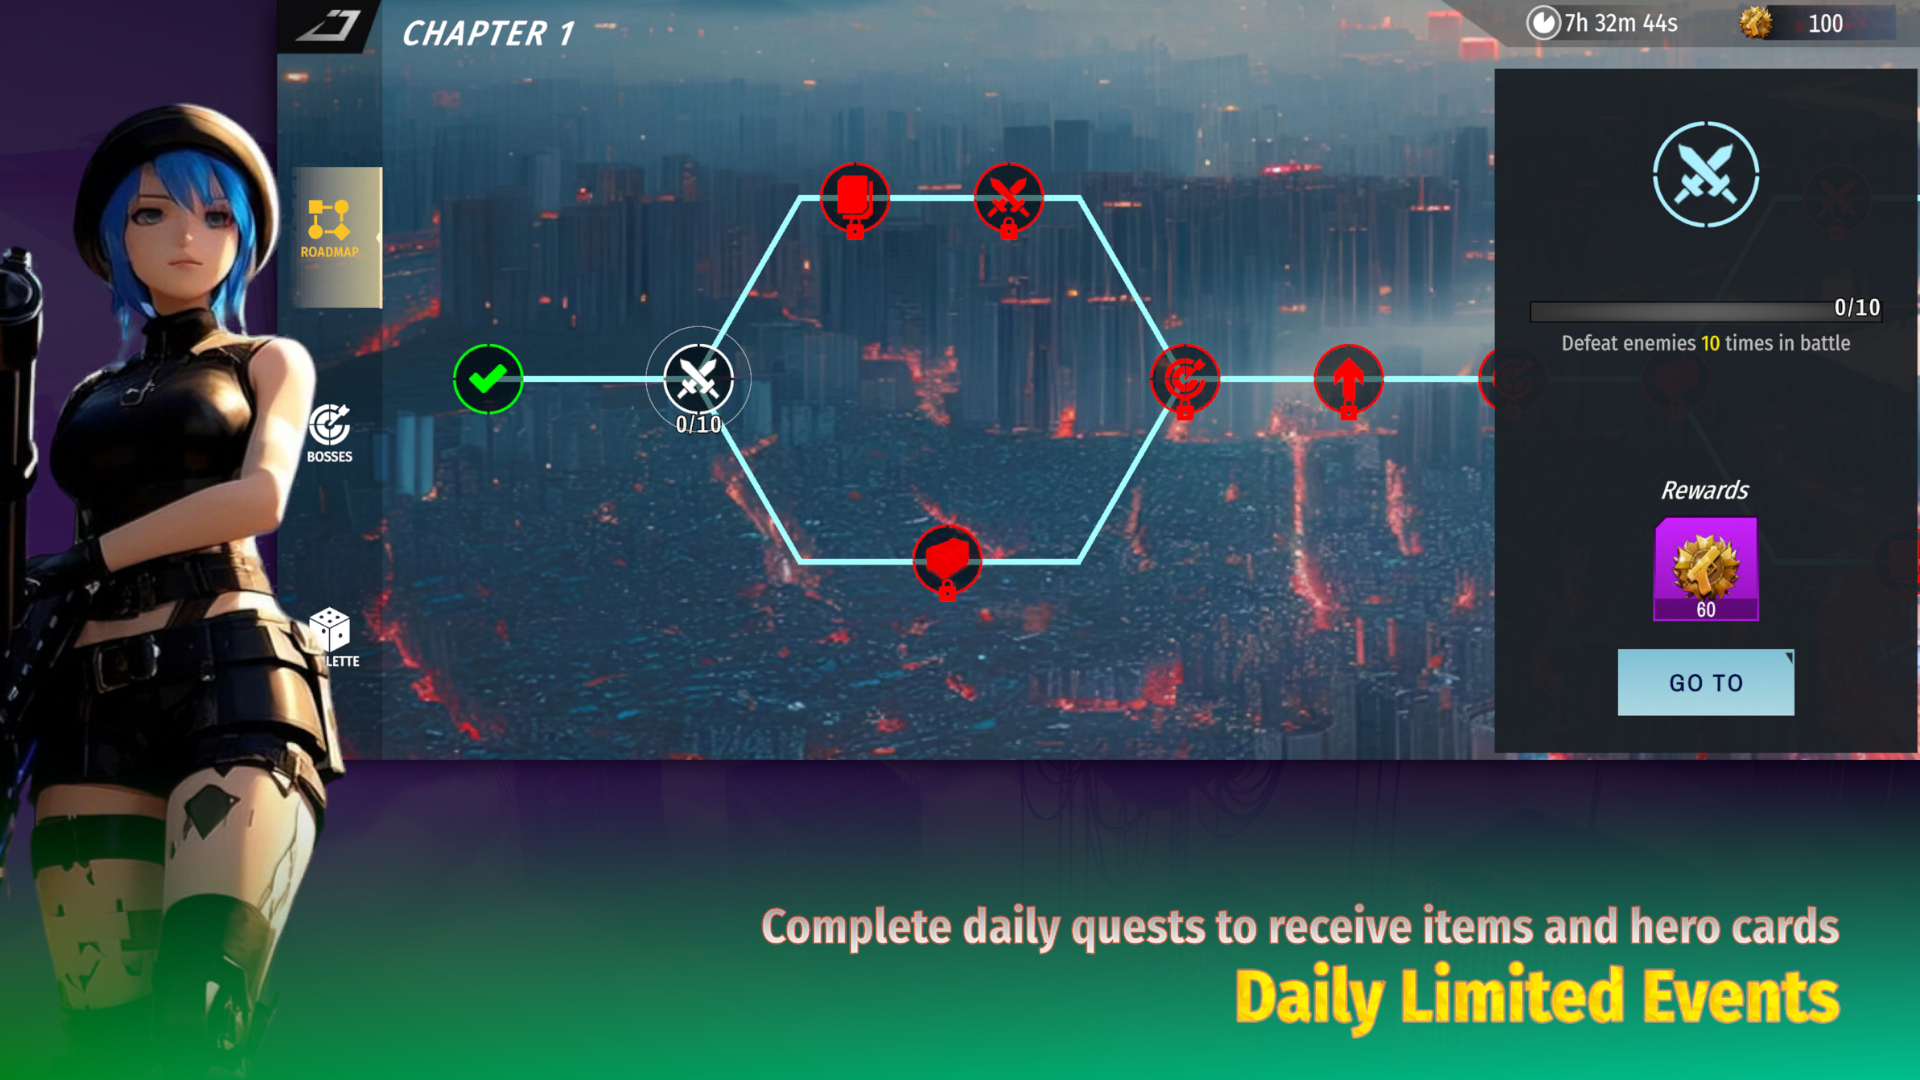 CHAPTER 1
7h 32m 44s
100
ROADMAP
0/10
0/10
Defeat enemies 10 times in battle
BOSSES
Rewards
60
LETTE
GO TO
Complete daily quests to receive items and hero cards
Daily Limited Events